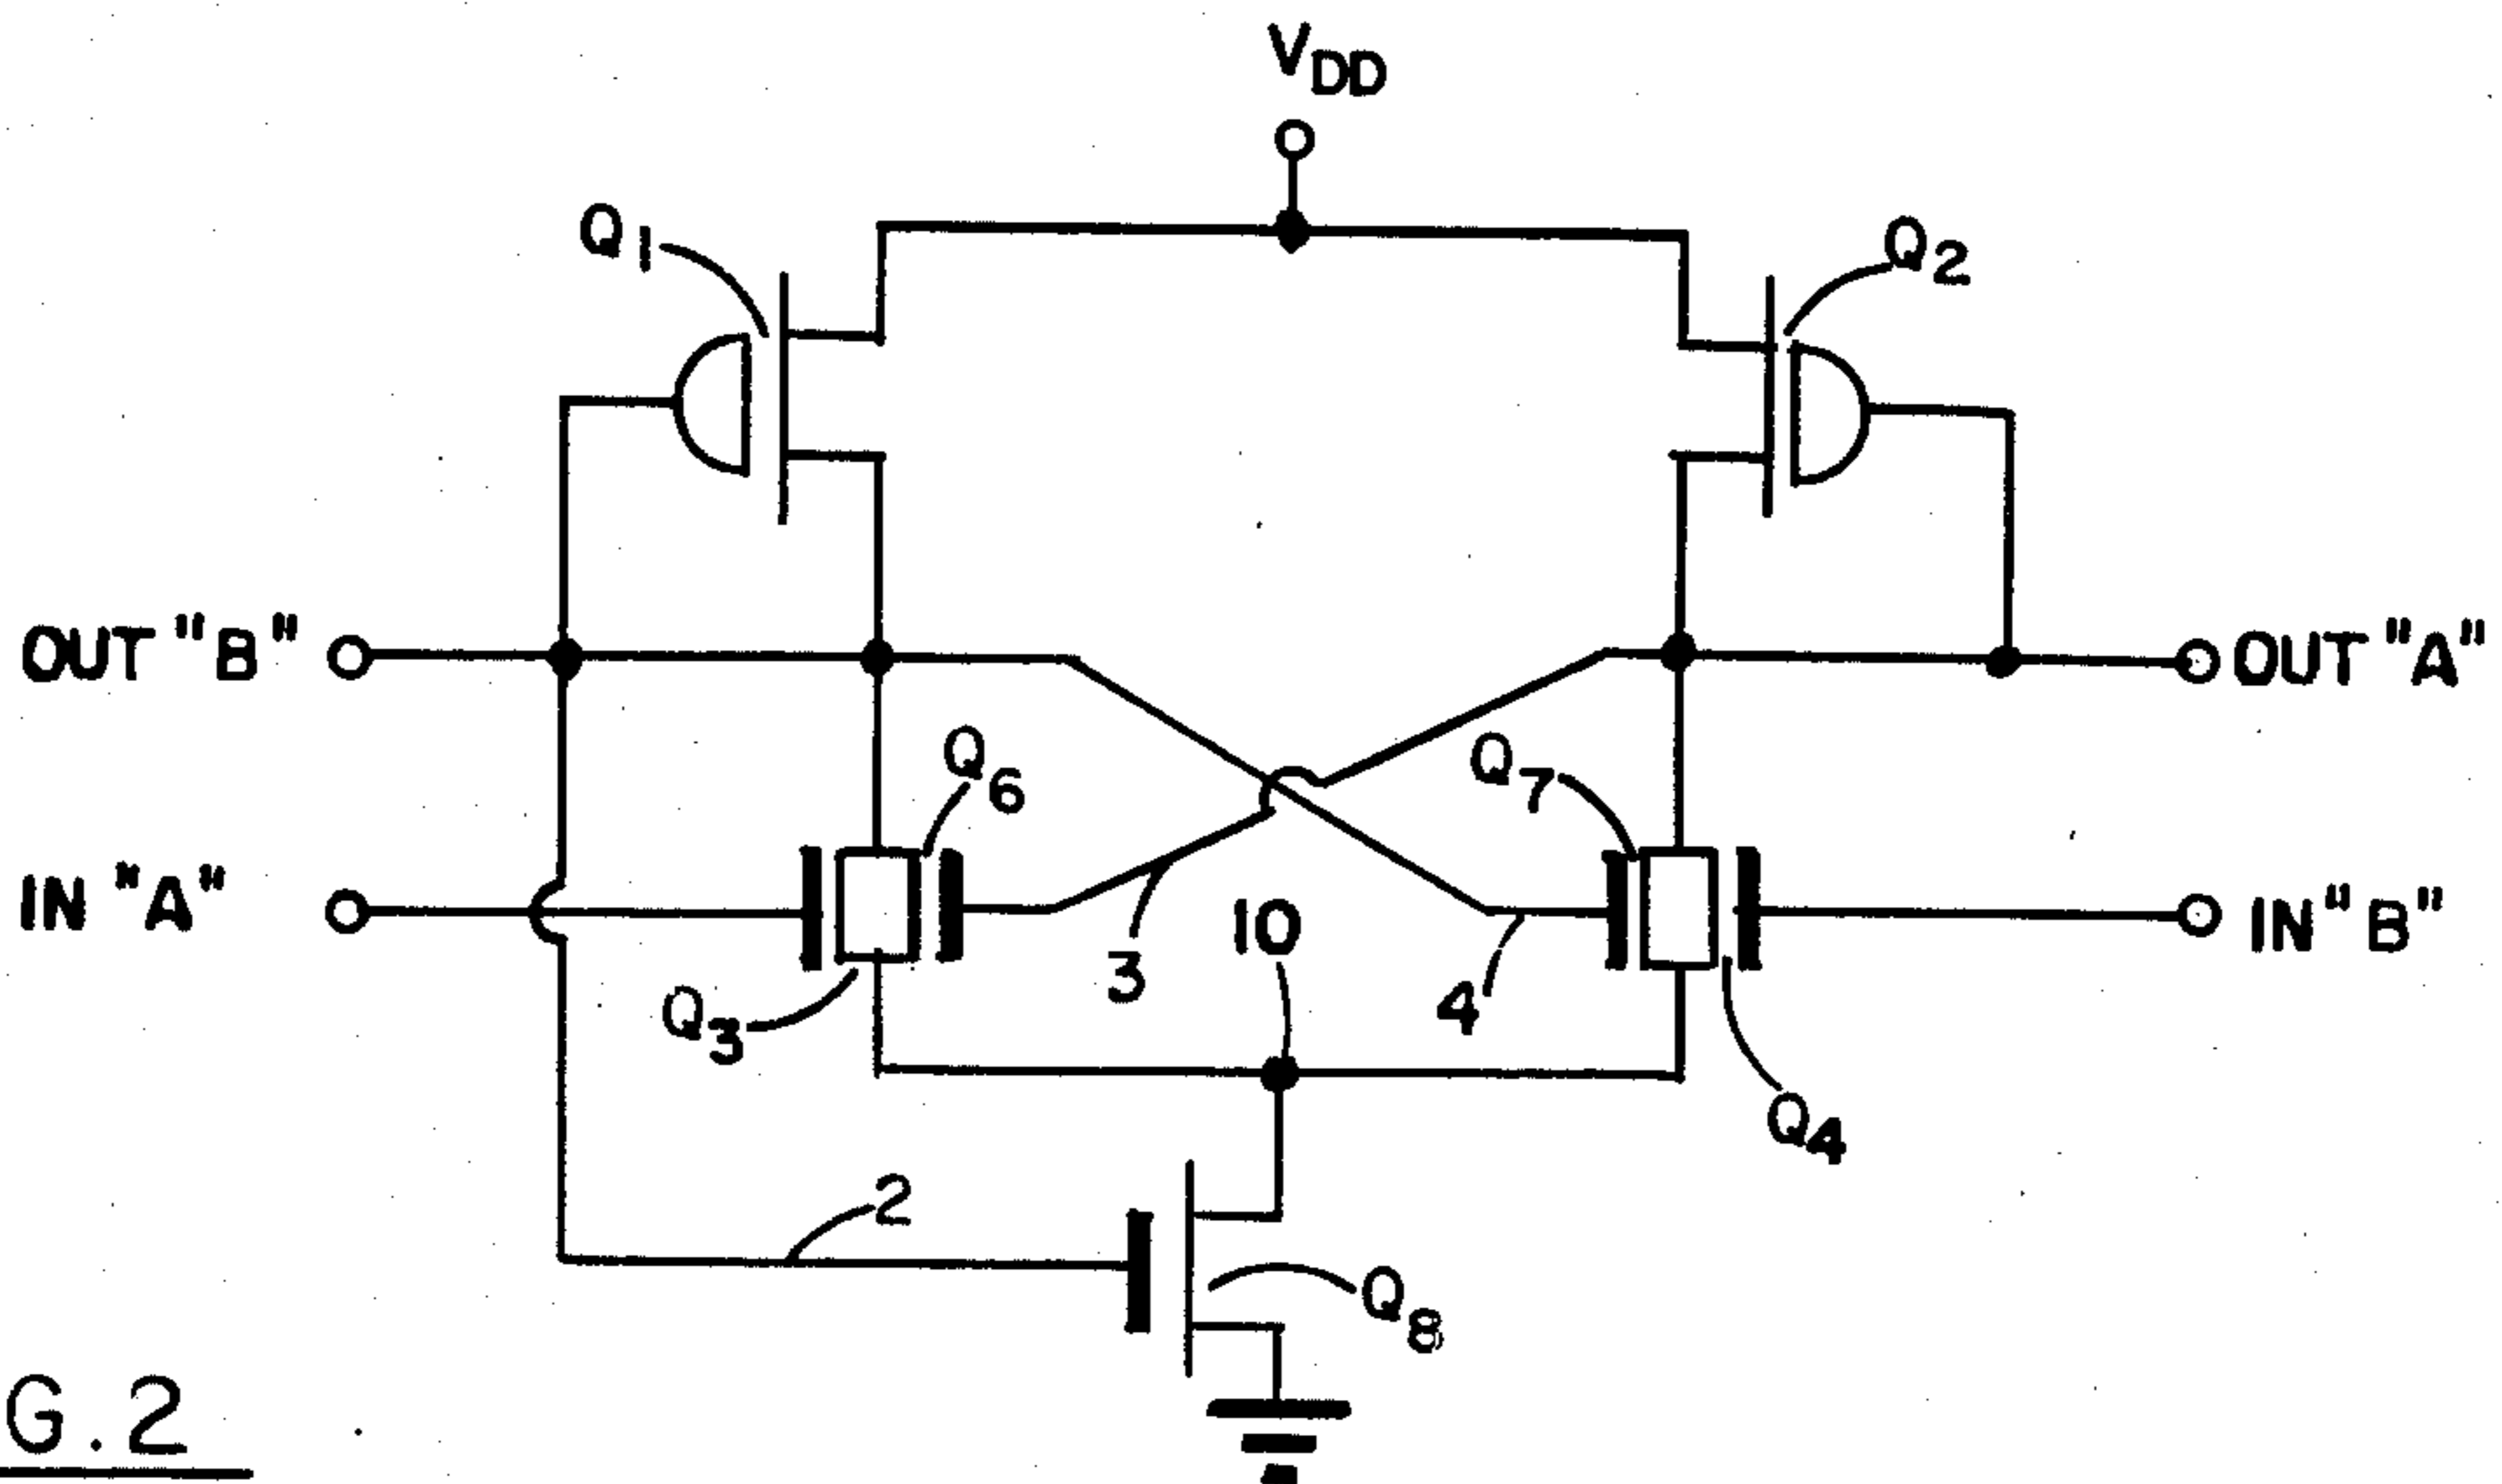 VDD
Q1
Q2
OUT "B"
OUT "A"
Q6
Q7
IN "A"
10
IN "B"
3
4
Q3
Q4
2
Q8
G.2